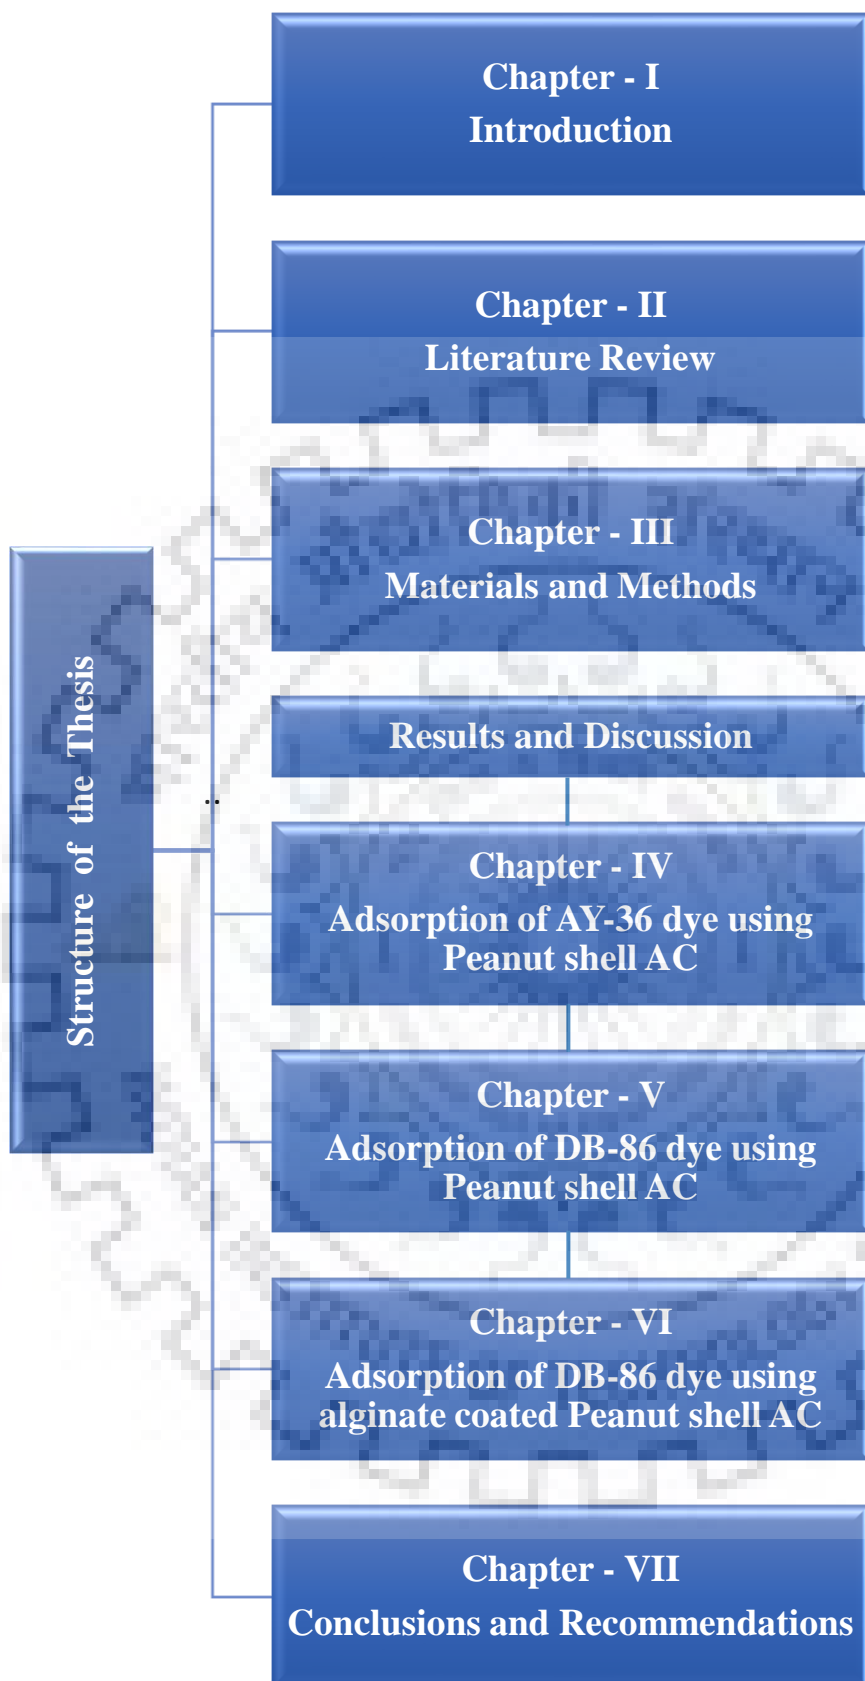 Structure of the Thesis
Chapter - I
Introduction
Chapter - II
Literature Review
Chapter - III
Materials and Methods
Results and Discussion
..
Chapter - IV
Adsorption of AY-36 dye using
Peanut shell AC
Chapter - V
Adsorption of DB-86 dye using
Peanut shell AC
Chapter - VI
Adsorption of DB-86 dye using
alginate coated Peanut shell AC
Chapter - VII
Conclusions and Recommendations